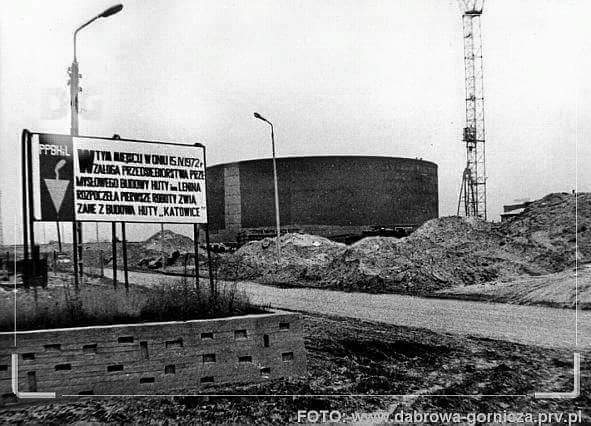 PPBHiL
W TYM MIEJSCU W DNIU 15.IV.1972 r.
ZAŁOGA PRZEDSIĘBIORSTWA PRZE
MYSŁOWEGO BUDOWY HUTY im. LENINA
ROZPOCZĘŁA PIERWSZE ROBOTY ZWIĄ
ZANE Z BUDOWĄ HUTY „KATOWICE"
FOTO: www.dabrowa-gornicza.prv.pl